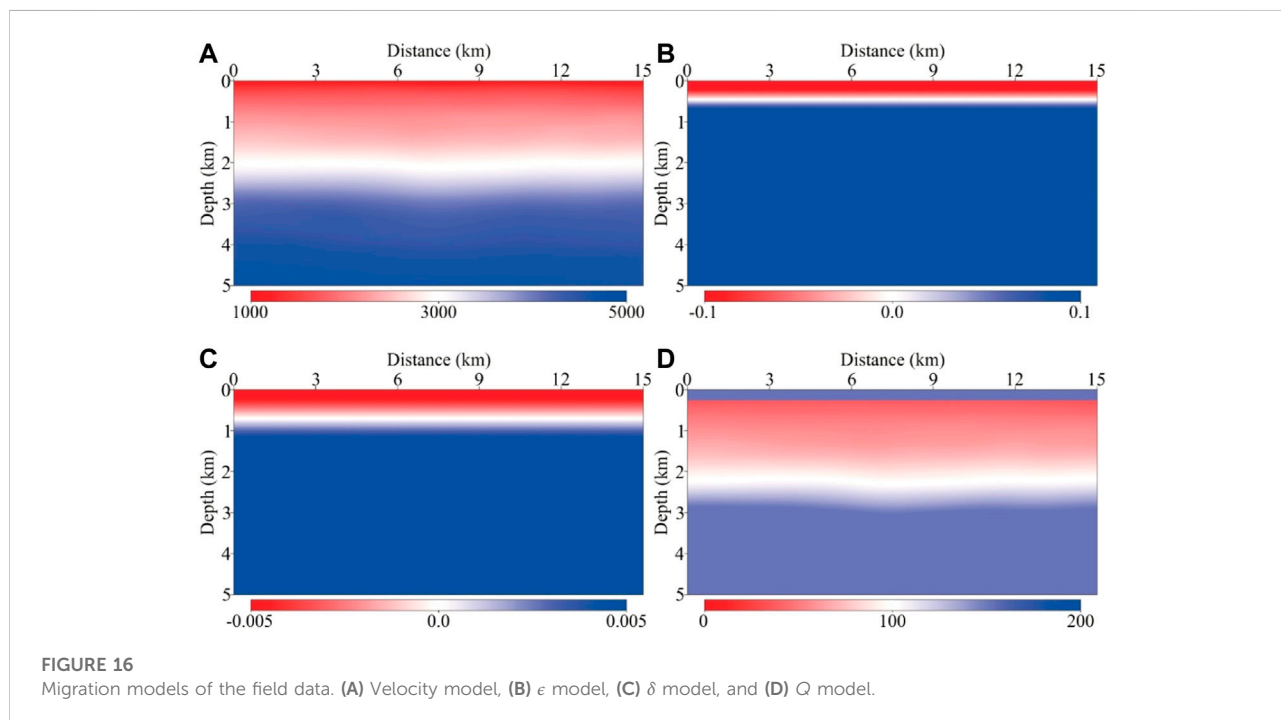 A
Distance (km)
0 3 6 9 12 15
Depth (km)
0
1
2
3
4
5
1000 3000 5000
B
Distance (km)
0 3 6 9 12 15
Depth (km)
0
1
2
3
4
5
-0.1 0.0 0.1
C
Distance (km)
0 3 6 9 12 15
Depth (km)
0
1
2
3
4
5
-0.005 0.0 0.005
D
Distance (km)
0 3 6 9 12 15
Depth (km)
0
1
2
3
4
5
0 100 200
FIGURE 16
Migration models of the field data. (A) Velocity model, (B) ϵ model, (C) δ model, and (D) Q model.